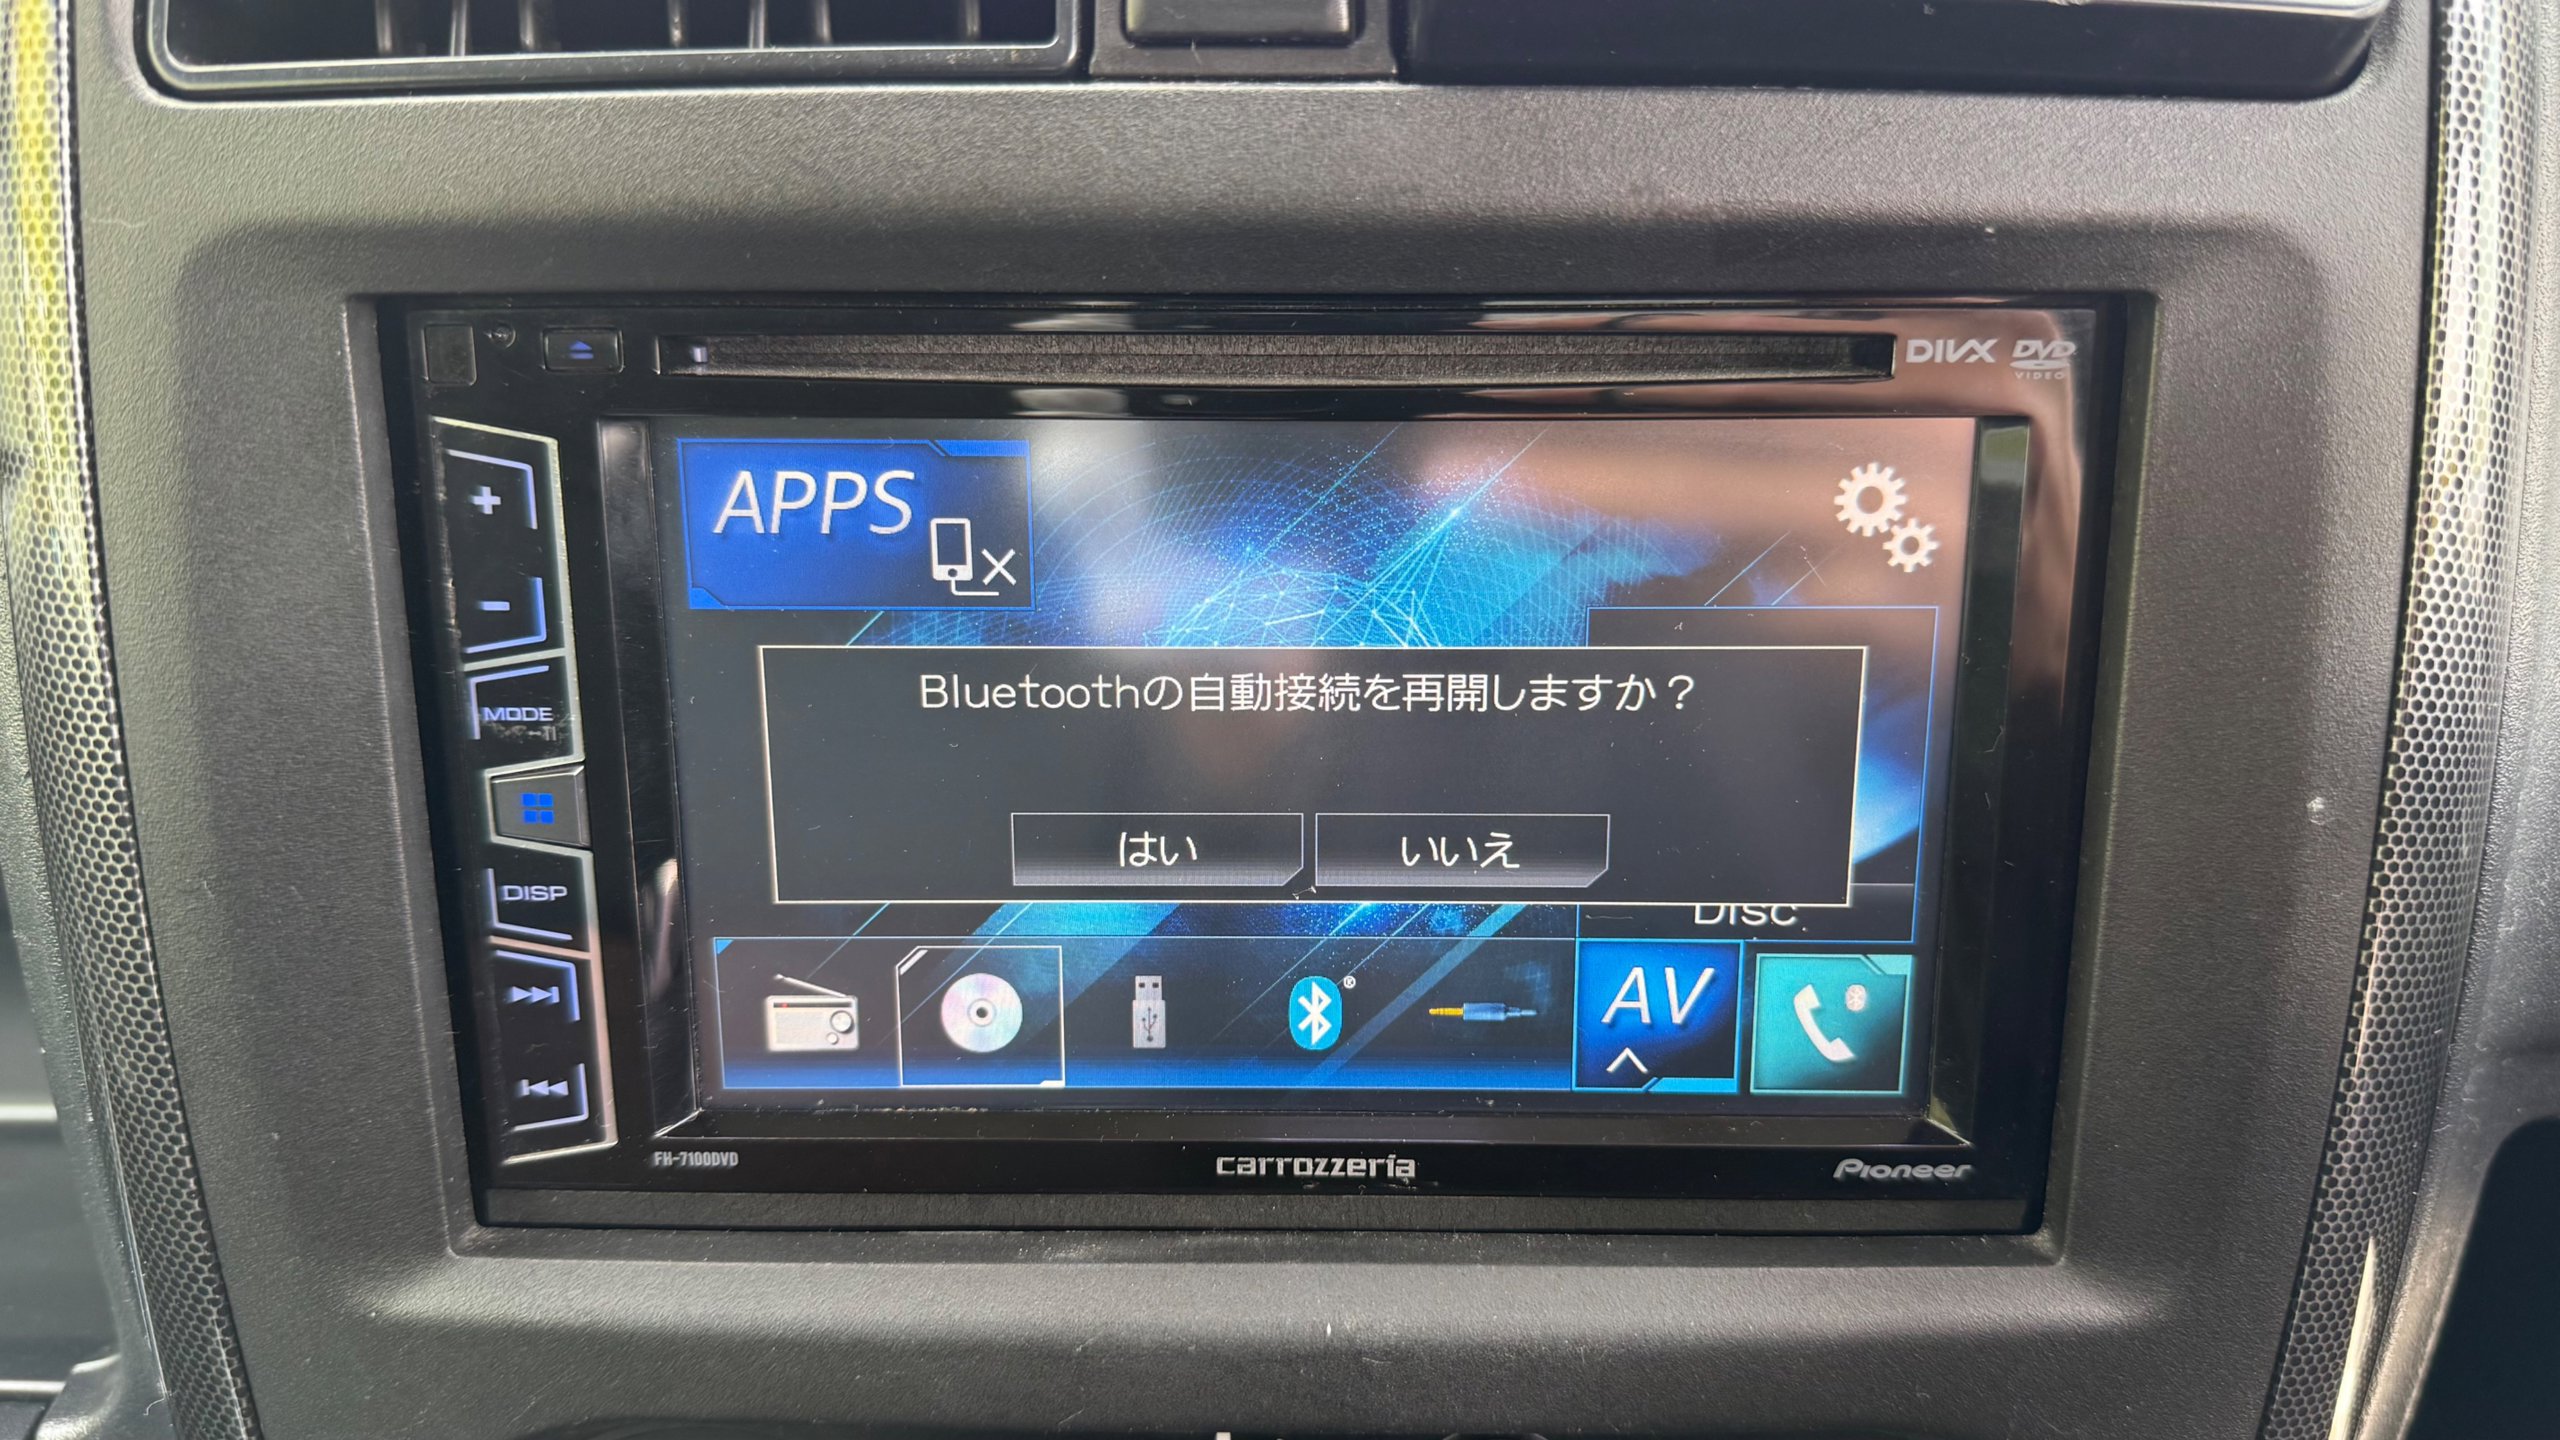 DIVX DVD
VIDEO
APPS
Bluetoothの自動接続を再開しますか？
はい いいえ
MODE
DISP
DISC
AV
FH-7100DVD carrozzeria Pioneer